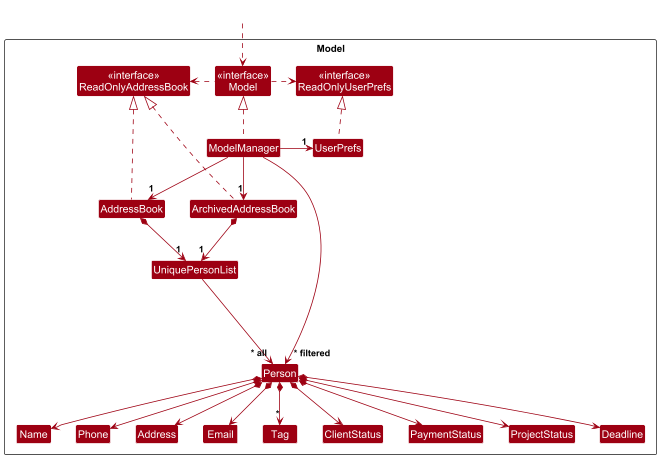 Model
«interface»
ReadOnlyAddressBook
«interface»
Model
«interface»
ReadOnlyUserPrefs
ModelManager
1
UserPrefs
1
1
AddressBook
ArchivedAddressBook
1
1
UniquePersonList
* all
* filtered
Person
*
Name
Phone
Address
Email
Tag
ClientStatus
PaymentStatus
ProjectStatus
Deadline